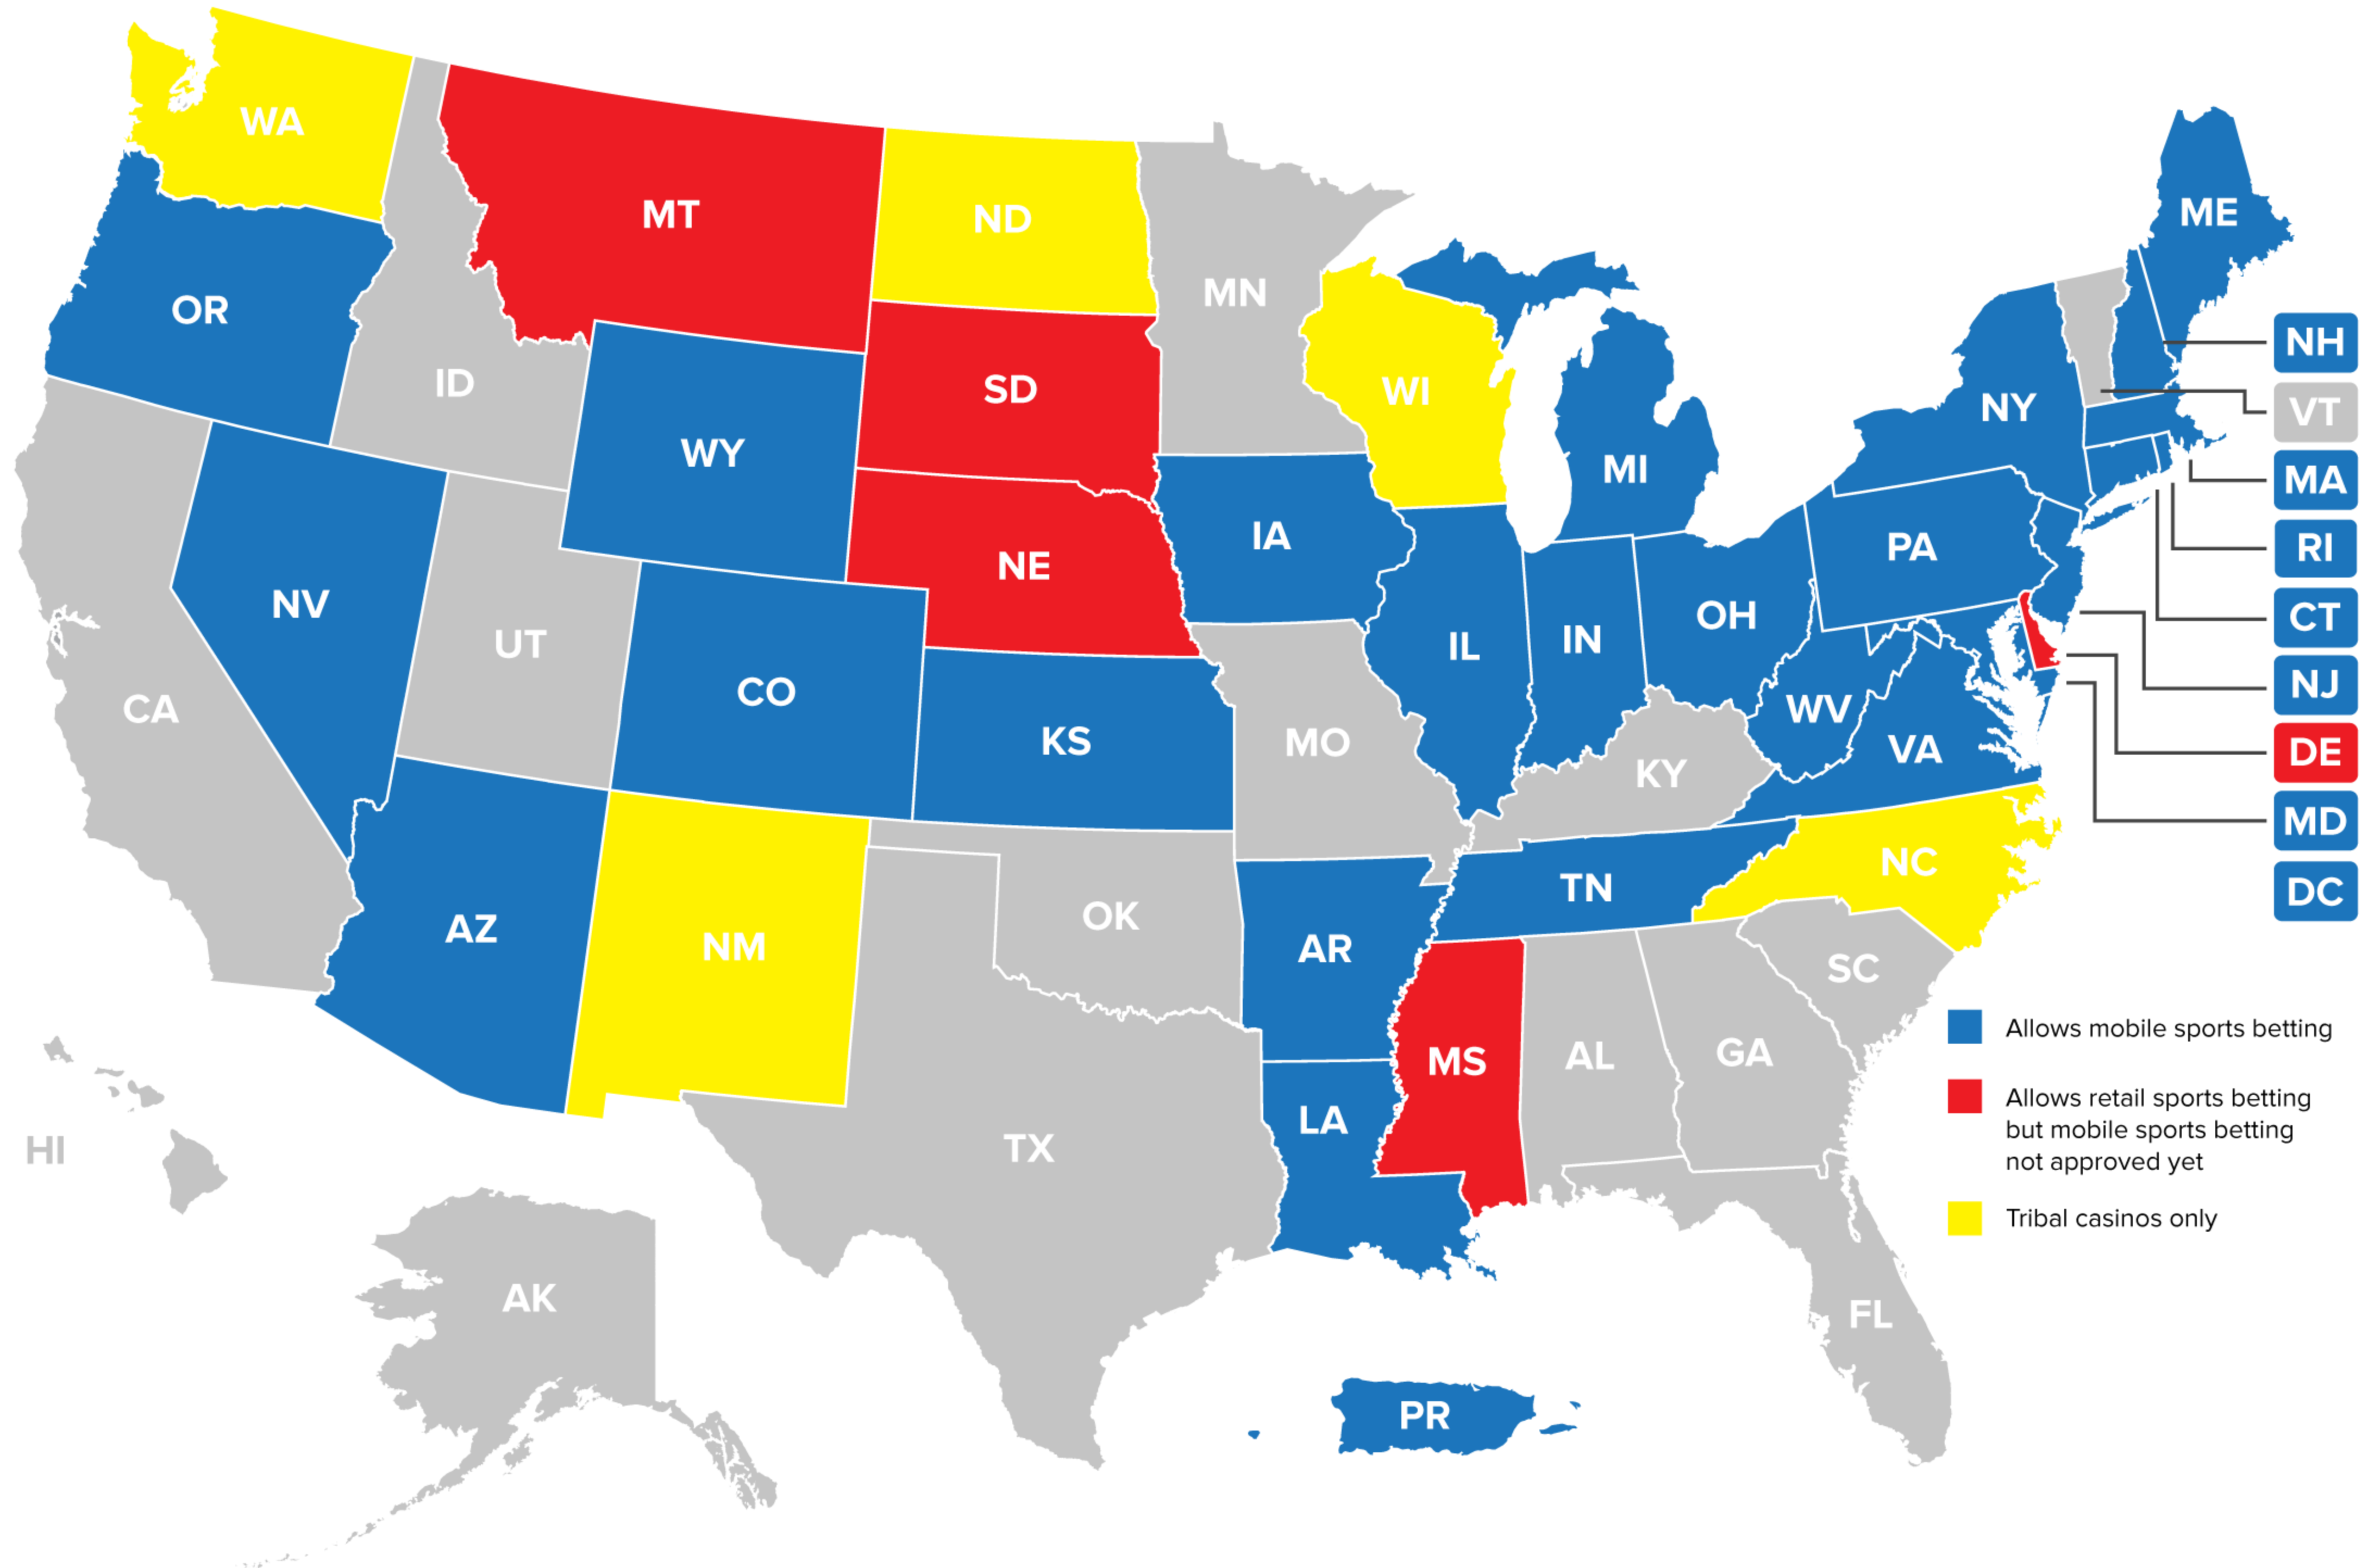 WA
MT
ND
MN
ME
OR
ID
SD
WI
NH
VT
WY
MI
NY
MA
IA
NE
PA
RI
NV
UT
IL
IN
OH
CT
CO
WV
NJ
CA
KS
MO
KY
VA
DE
MD
NC
TN
DC
AZ
NM
OK
AR
SC
MS
AL
GA
Allows mobile sports betting
LA
Allows retail sports betting
but mobile sports betting
not approved yet
HI
TX
Tribal casinos only
AK
FL
PR